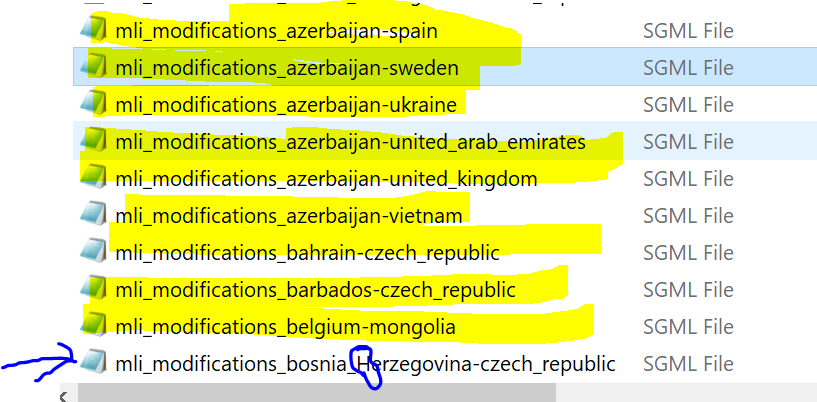 mli_modifications_azerbaijan-spain SGML File
mli_modifications_azerbaijan-sweden SGML File
mli_modifications_azerbaijan-ukraine SGML File
mli_modifications_azerbaijan-united_arab_emirates SGML File
mli_modifications_azerbaijan-united_kingdom SGML File
mli_modifications_azerbaijan-vietnam SGML File
mli_modifications_bahrain-czech_republic SGML File
mli_modifications_barbados-czech_republic SGML File
mli_modifications_belgium-mongolia SGML File
mli_modifications_bosnia_Herzegovina-czech_republic SGML File